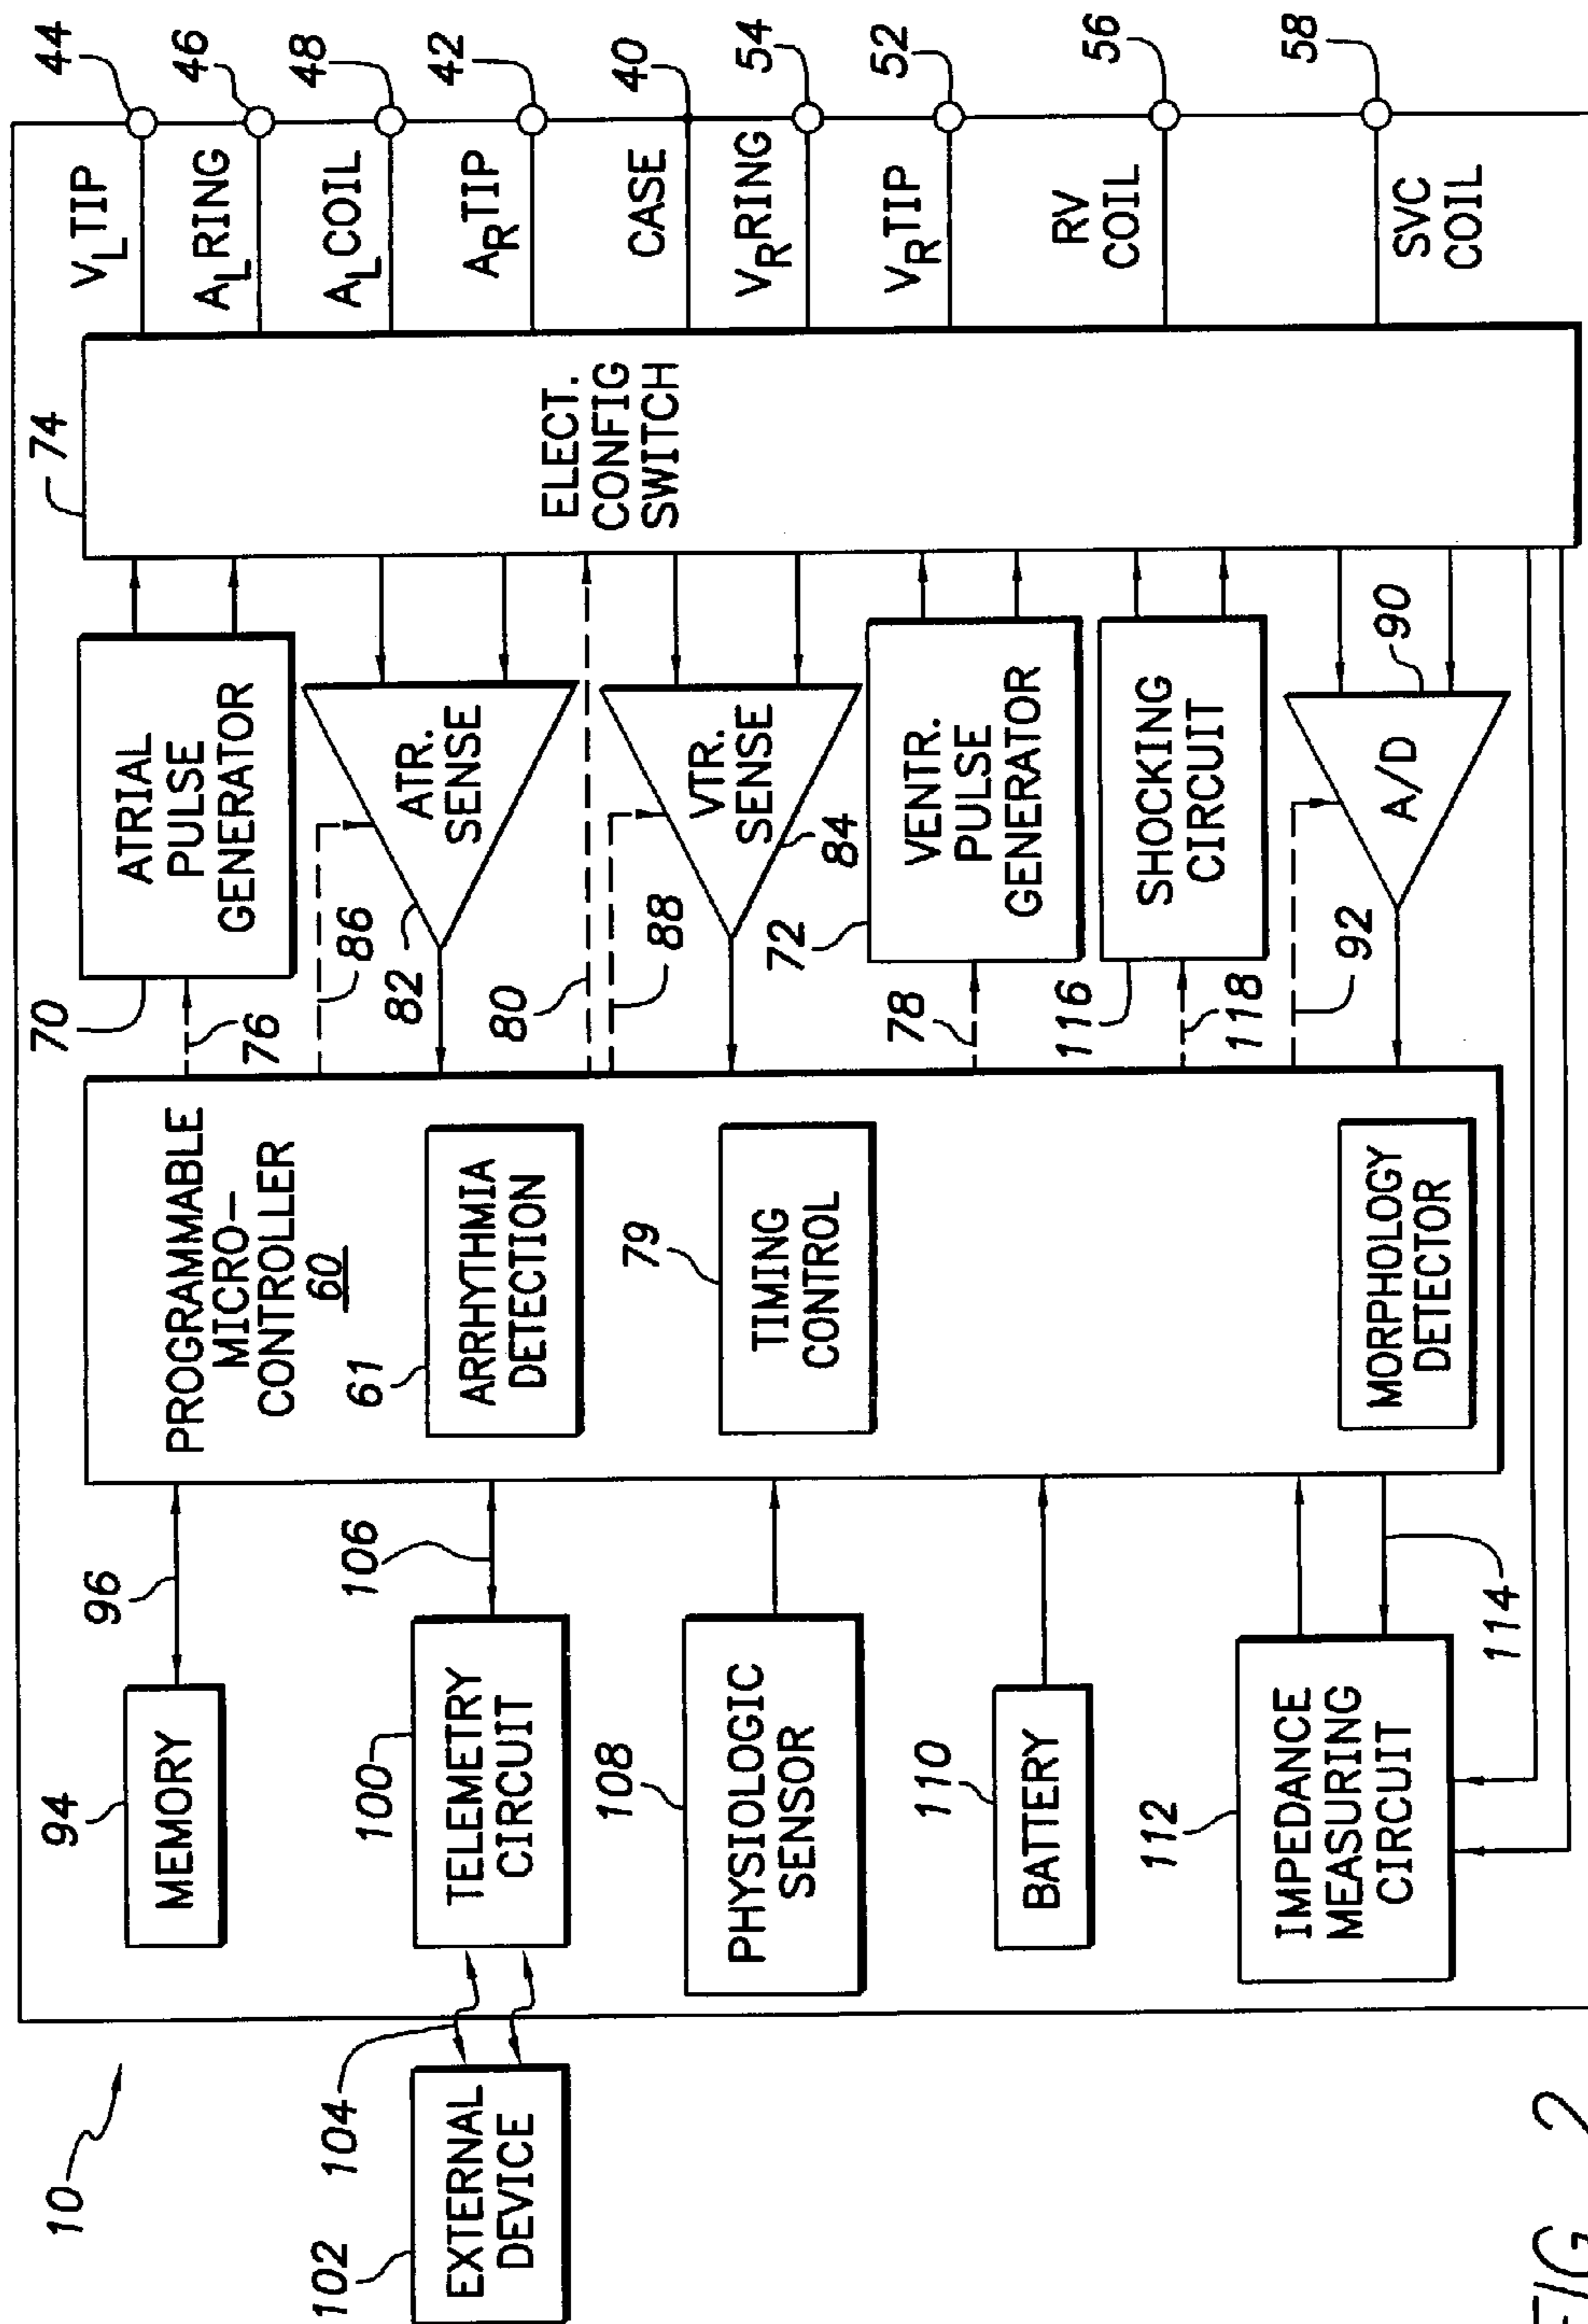 10
102
EXTERNAL
DEVICE
104
94
MEMORY
96
100
TELEMETRY
CIRCUIT
106
108
PHYSIOLOGIC
SENSOR
110
BATTERY
112
IMPEDANCE
MEASURING
CIRCUIT
114
PROGRAMMABLE
MICRO-
CONTROLLER
60
61
ARRHYTHMIA
DETECTION
79
TIMING
CONTROL
MORPHOLOGY
DETECTOR
70
76
ATRIAL
PULSE
GENERATOR
86
82
ATR.
SENSE
80
88
VTR.
SENSE
84
72
78
VENTR.
PULSE
GENERATOR
116
118
SHOCKING
CIRCUIT
92
A/D
90
74
ELECT.
CONFIG
SWITCH
VL TIP
44
AL RING
46
AL COIL
48
AR TIP
42
CASE
40
VR RING
54
VR TIP
52
RV
COIL
56
SVC
COIL
58
FIG. 2